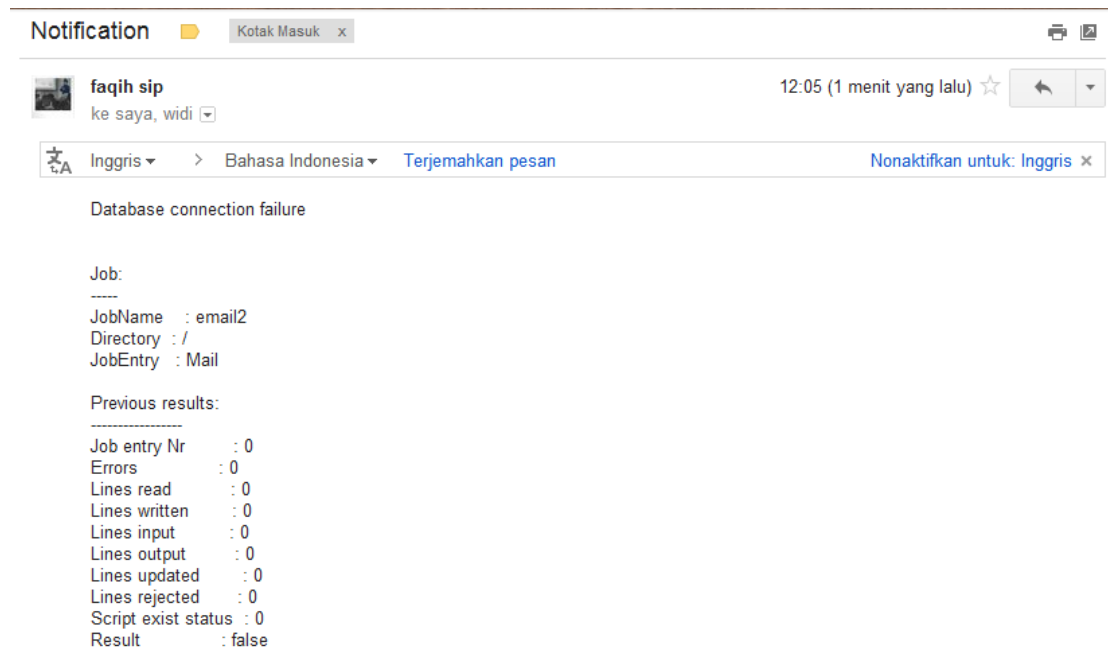 Notification Kotak Masuk x
faqih sip 12:05 (1 menit yang lalu)
ke saya, widi
Inggris > Bahasa Indonesia Terjemahkan pesan Nonaktifkan untuk: Inggris ×
Database connection failure
Job:
-----
JobName : email2
Directory : /
JobEntry : Mail
Previous results:
-----------------
Job entry Nr : 0
Errors : 0
Lines read : 0
Lines written : 0
Lines input : 0
Lines output : 0
Lines updated : 0
Lines rejected : 0
Script exist status : 0
Result : false